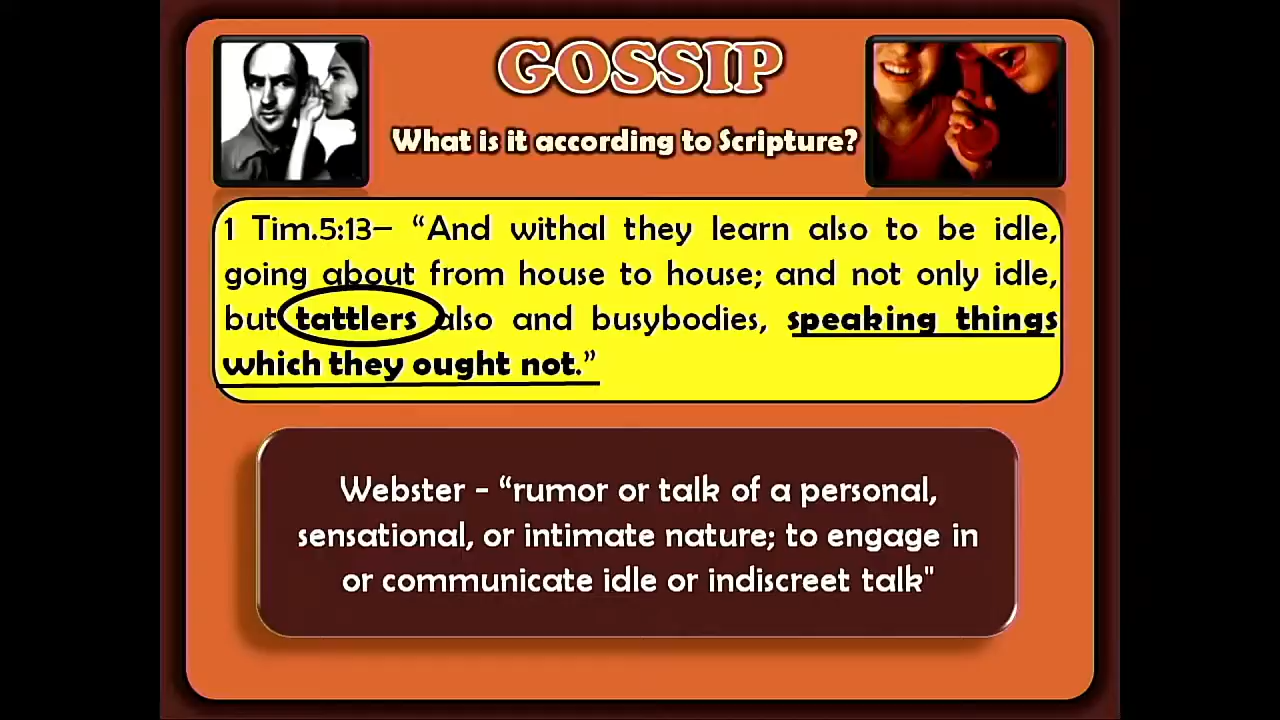 GOSSIP
What is it according to Scripture?
1 Tim.5:13– “And withal they learn also to be idle,
going about from house to house; and not only idle,
but tattlers also and busybodies, speaking things
which they ought not.”
Webster - “rumor or talk of a personal,
sensational, or intimate nature; to engage in
or communicate idle or indiscreet talk"